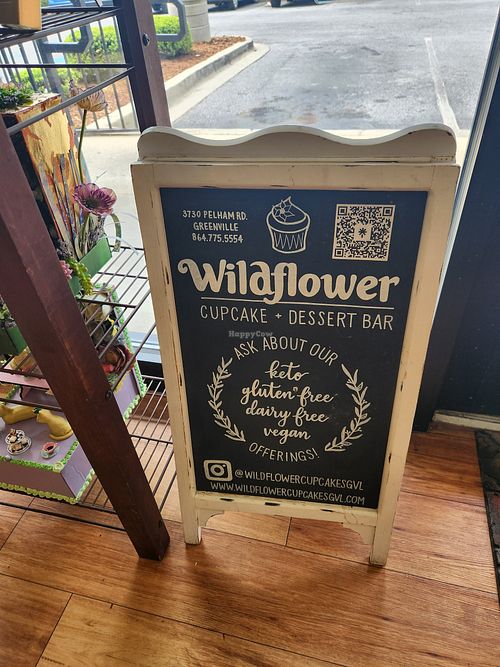 3730 PELHAM RD.
GREENVILLE
864.775.5554
Wildflower
CUPCAKE + DESSERT BAR
HappyCow
ASK ABOUT OUR
keto
gluten free
dairy free
vegan
OFFERINGS!
@WILDFLOWERCUPCAKESGVL
WWW.WILDFLOWERCUPCAKESGVL.COM